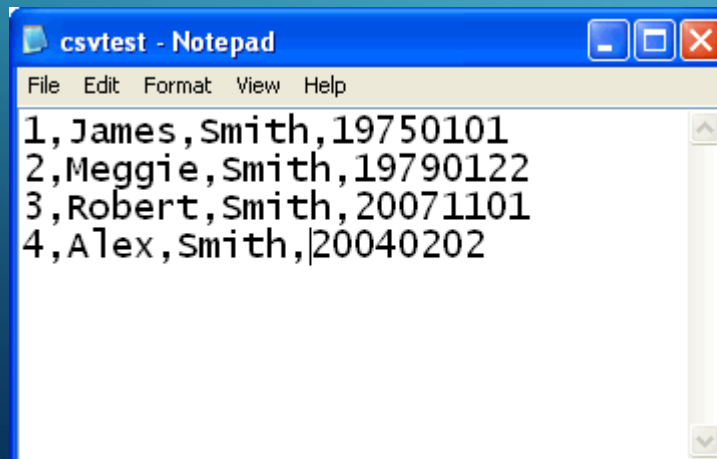 csvtest - Notepad
File Edit Format View Help
1,James,Smith,19750101
2,Meggie,Smith,19790122
3,Robert,Smith,20071101
4,Alex,Smith,20040202